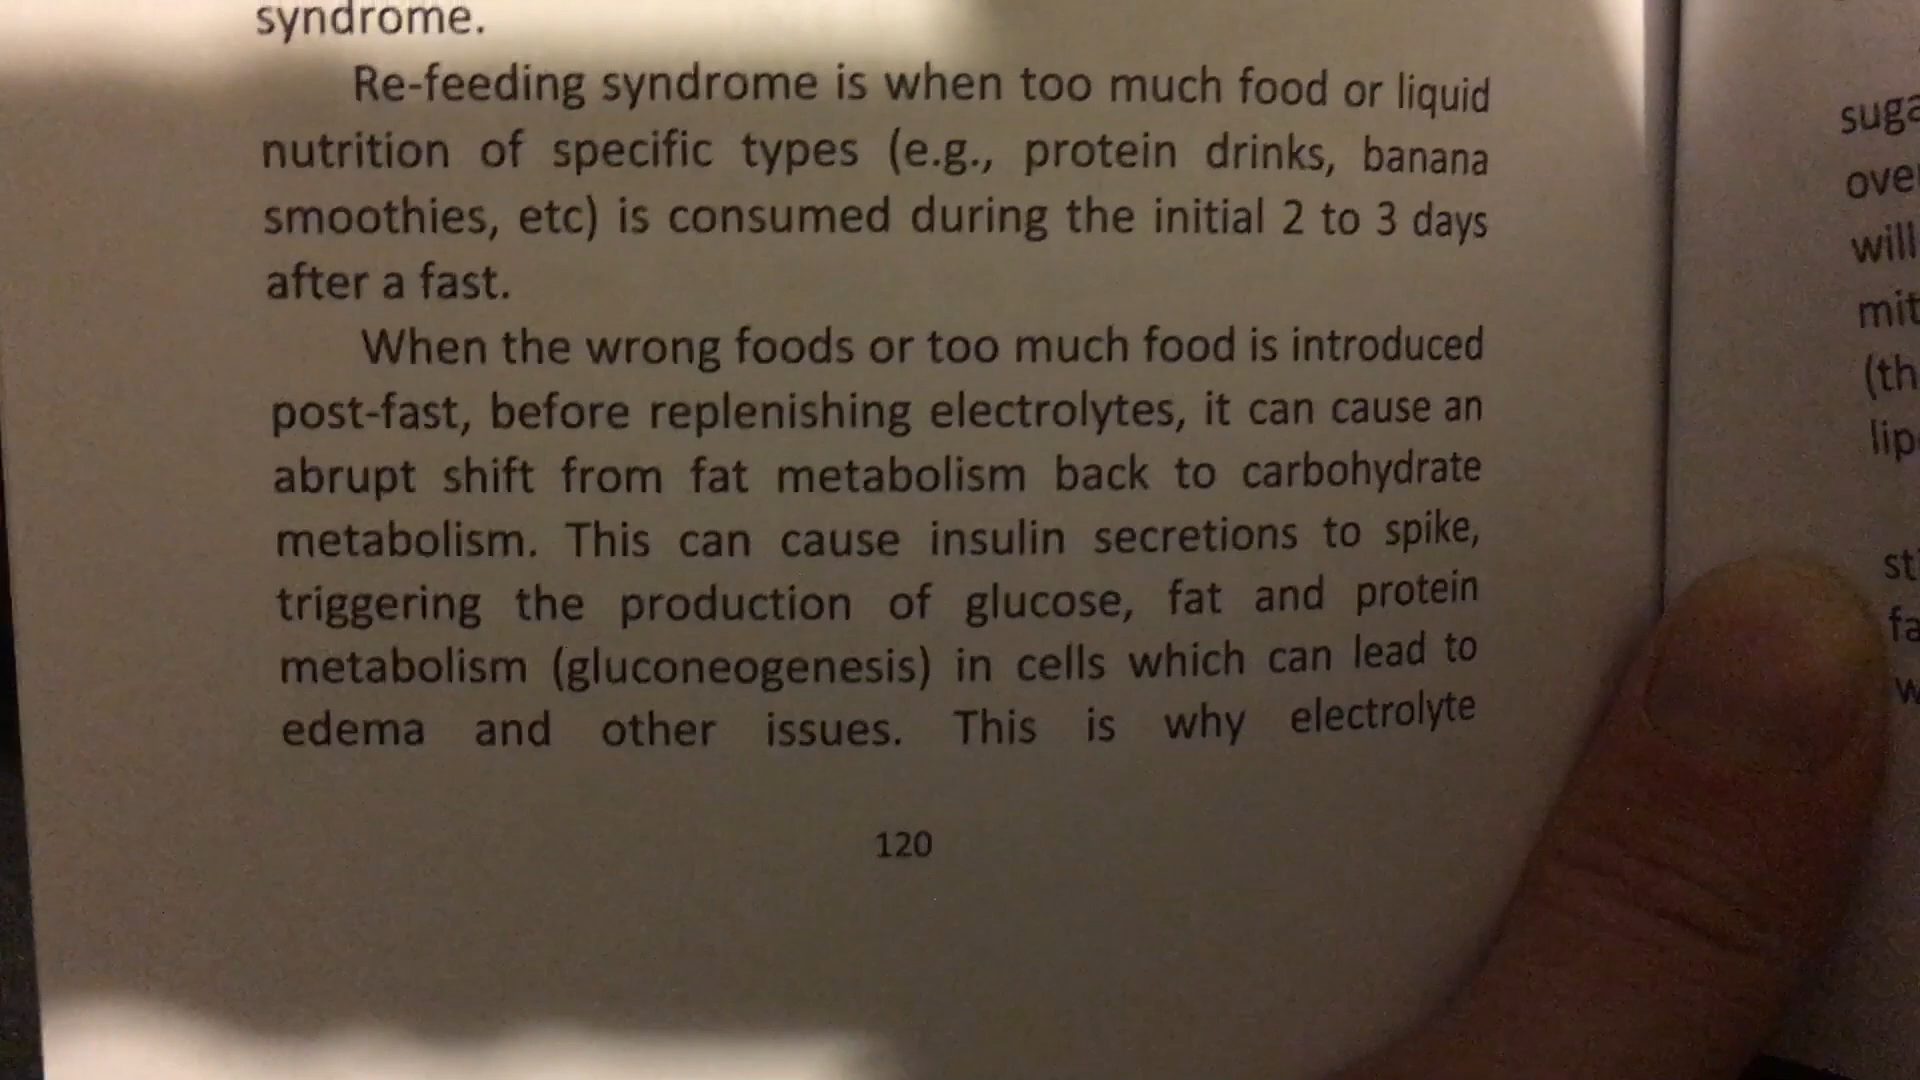 syndrome.
Re-feeding syndrome is when too much food or liquid
nutrition of specific types (e.g., protein drinks, banana
smoothies, etc) is consumed during the initial 2 to 3 days
after a fast.
When the wrong foods or too much food is introduced
post-fast, before replenishing electrolytes, it can cause an
abrupt shift from fat metabolism back to carbohydrate
metabolism. This can cause insulin secretions to spike,
triggering the production of glucose, fat and protein
metabolism (gluconeogenesis) in cells which can lead to
edema and other issues. This is why electrolyte
120
will
(th